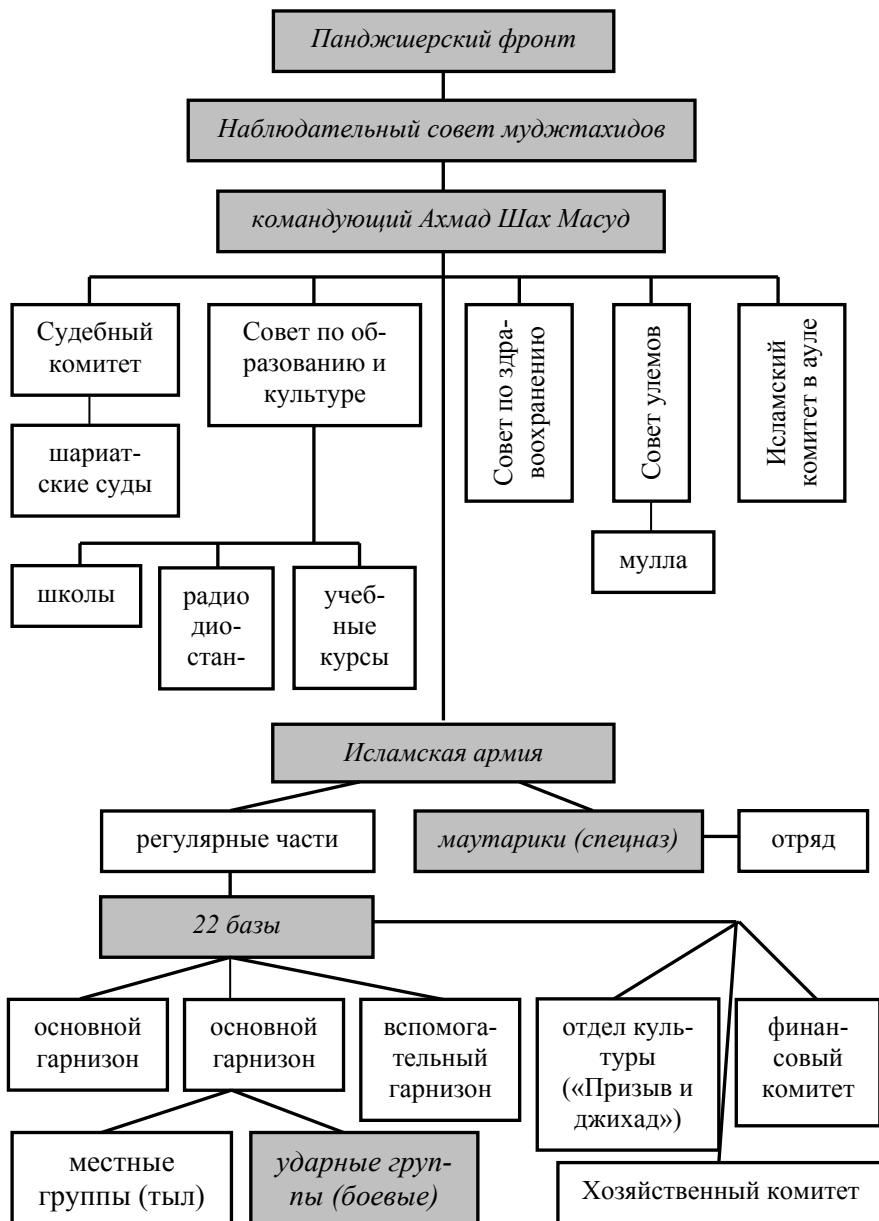 Панджшерский фронт
Наблюдательный совет муджтахидов
командующий Ахмад Шах Масуд
Судебный
комитет
Совет по об-
разованию и
культуре
Совет по здра-
воохранению
Совет улемов
Исламский
комитет в ауле
шариат-
ские суды
мулла
школы
радио
дио-
стан-
учеб-
ные
курсы
Исламская армия
регулярные части
маутарики (спецназ)
отряд
22 базы
основной
гарнизон
основной
гарнизон
вспомога-
тельный
гарнизон
отдел куль-
туры
(«Призыв и
джихад»)
финан-
совый
комитет
местные
группы (тыл)
ударные груп-
пы (боевые)
Хозяйственный комитет